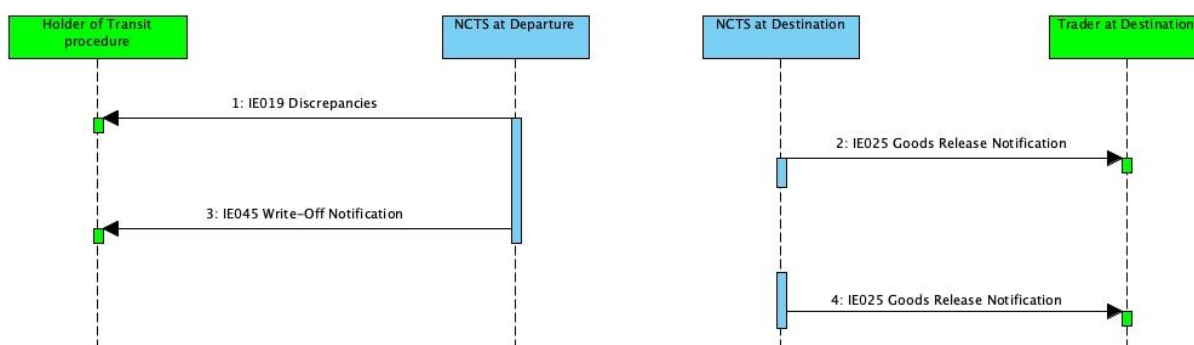 Holder of Transit
procedure
NCTS at Departure
NCTS at Destination
Trader at Destination
1: IE019 Discrepancies
2: IE025 Goods Release Notification
3: IE045 Write-Off Notification
4: IE025 Goods Release Notification